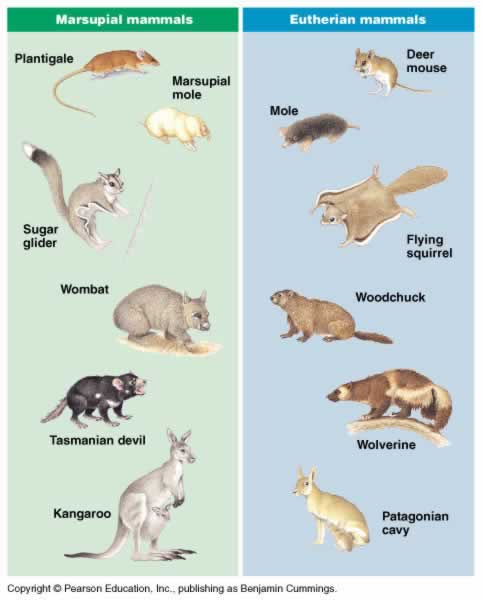 Marsupial mammals
Eutherian mammals
Plantigale
Deer
mouse
Marsupial
mole
Mole
Sugar
glider
Flying
squirrel
Wombat
Woodchuck
Tasmanian devil
Wolverine
Kangaroo
Patagonian
cavy
Copyright © Pearson Education, Inc., publishing as Benjamin Cummings.